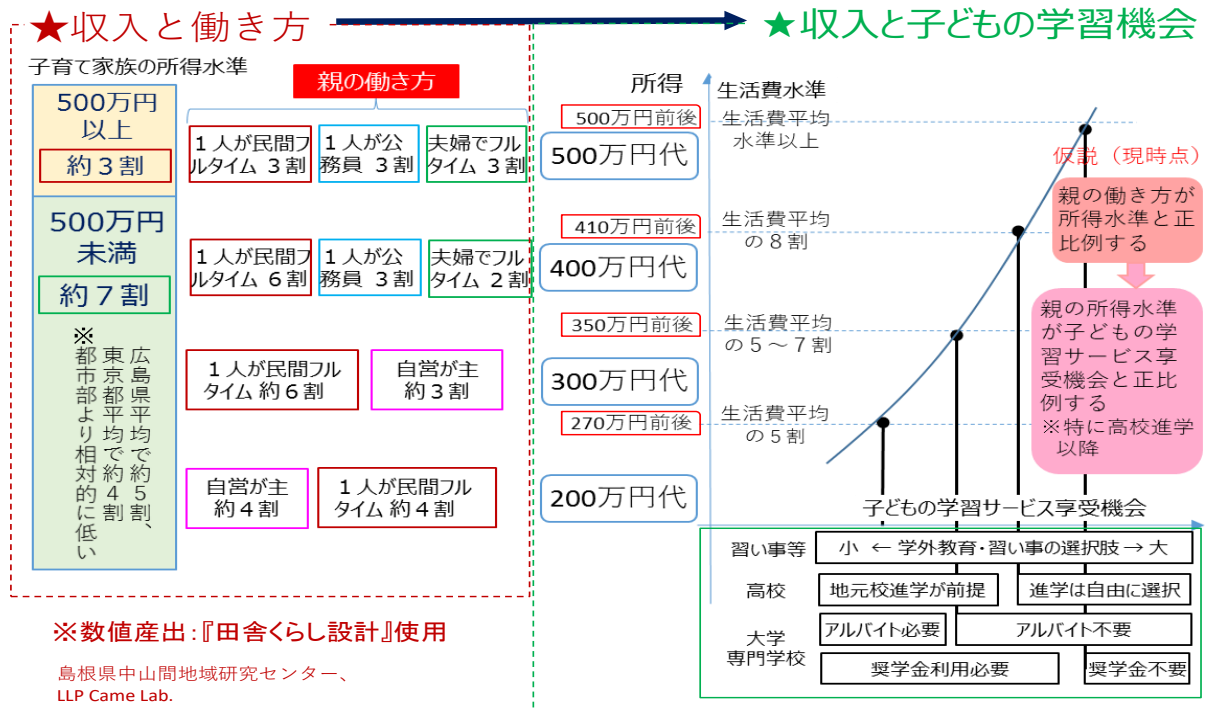 ★収入と働き方
★収入と子どもの学習機会
子育て家族の所得水準
500万円
以上
約３割
500万円
未満
約７割
※
広島県平均で約５割、
東京都平均で約４割
都市部より相対的に低い
親の働き方
１人が民間フ
ルタイム ３割
１人が公
務員 ３割
夫婦でフル
タイム ３割
１人が民間フ
ルタイム ６割
１人が公
務員 ３割
夫婦でフル
タイム ２割
１人が民間フル
タイム 約６割
自営が主
約３割
自営が主
約４割
１人が民間フル
タイム 約４割
※数値産出：『田舎くらし設計』使用
島根県中山間地域研究センター、
LLP Came Lab.
所得
500万円前後
500万円代
410万円前後
400万円代
350万円前後
300万円代
270万円前後
200万円代
生活費水準
生活費平均
水準以上
生活費平均
の８割
生活費平均
の５～７割
生活費平均
の５割
仮説（現時点）
親の働き方が
所得水準と正
比例する
親の所得水準
が子どもの学
習サービス享
受機会と正比
例する
※特に高校進学
以降
子どもの学習サービス享受機会
習い事等
小 ← 学外教育・習い事の選択肢 → 大
高校
地元校進学が前提
進学は自由に選択
大学
専門学校
アルバイト必要
アルバイト不要
奨学金利用必要
奨学金不要